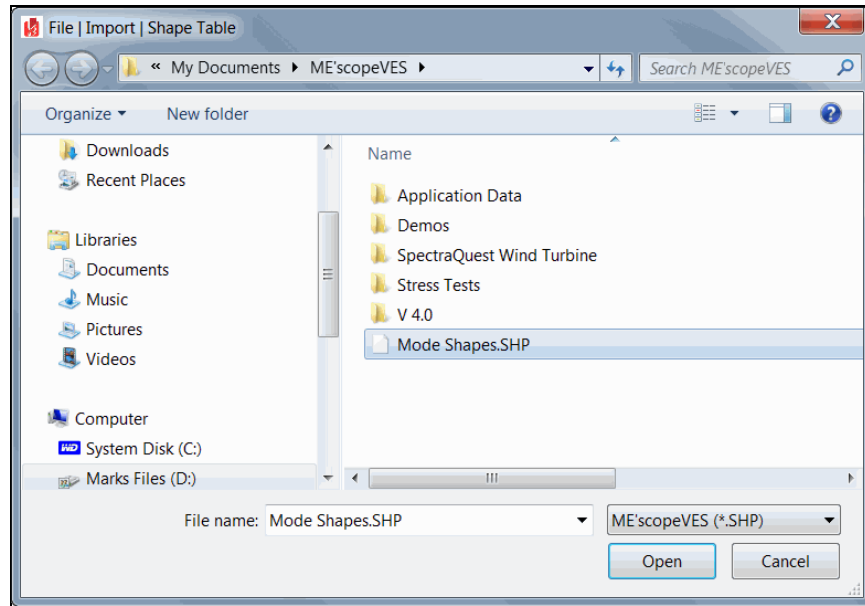 File | Import | Shape Table
« My Documents ▸ ME'scopeVES ▸
Search ME'scopeVES
Organize
New folder
Downloads
Recent Places
Libraries
Documents
Music
Pictures
Videos
Computer
System Disk (C:)
Marks Files (D:)
Name
Application Data
Demos
SpectraQuest Wind Turbine
Stress Tests
V 4.0
Mode Shapes.SHP
File name: Mode Shapes.SHP
ME'scopeVES (*.SHP)
Open
Cancel